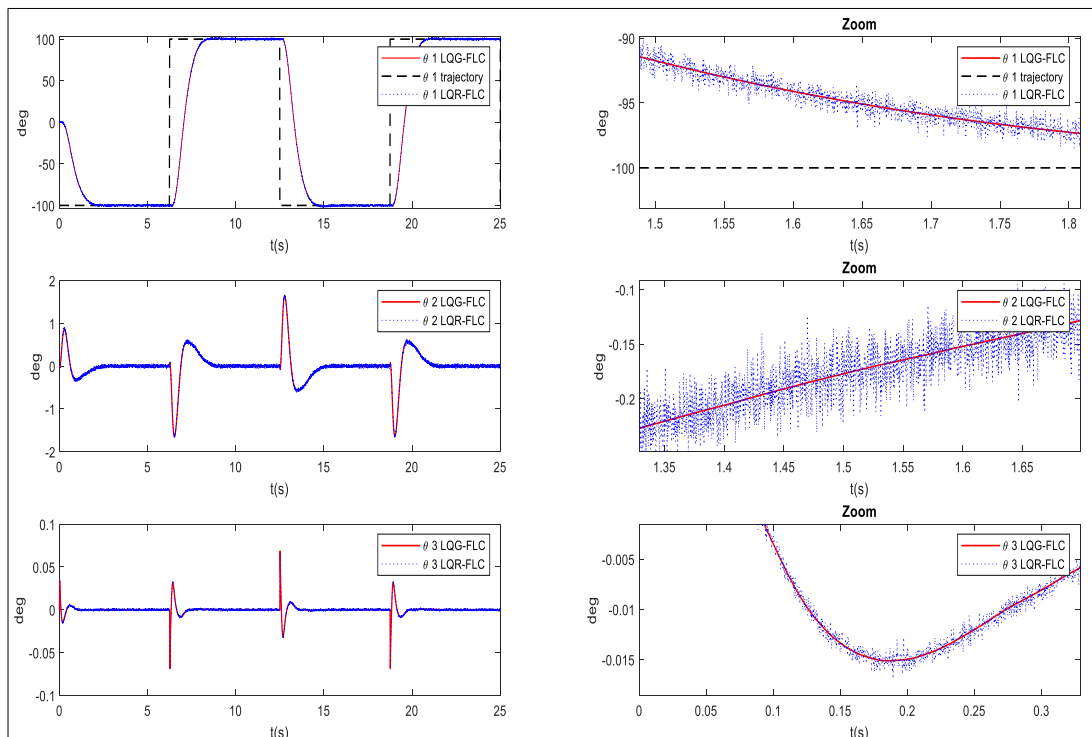 100
50
0
-50
-100
deg
0
5
10
15
20
25
t(s)
θ 1 LQG-FLC
θ 1 trajectory
θ 1 LQR-FLC
Zoom
-90
-95
-100
deg
1.5
1.55
1.6
1.65
1.7
1.75
1.8
t(s)
θ 1 LQG-FLC
θ 1 trajectory
θ 1 LQR-FLC
2
1
0
-1
-2
deg
0
5
10
15
20
25
t(s)
θ 2 LQG-FLC
θ 2 LQR-FLC
Zoom
-0.1
-0.15
-0.2
deg
1.35
1.4
1.45
1.5
1.55
1.6
1.65
t(s)
θ 2 LQG-FLC
θ 2 LQR-FLC
0.1
0.05
0
-0.05
-0.1
deg
0
5
10
15
20
25
t(s)
θ 3 LQG-FLC
θ 3 LQR-FLC
Zoom
-0.005
-0.01
-0.015
deg
0
0.05
0.1
0.15
0.2
0.25
0.3
t(s)
θ 3 LQG-FLC
θ 3 LQR-FLC